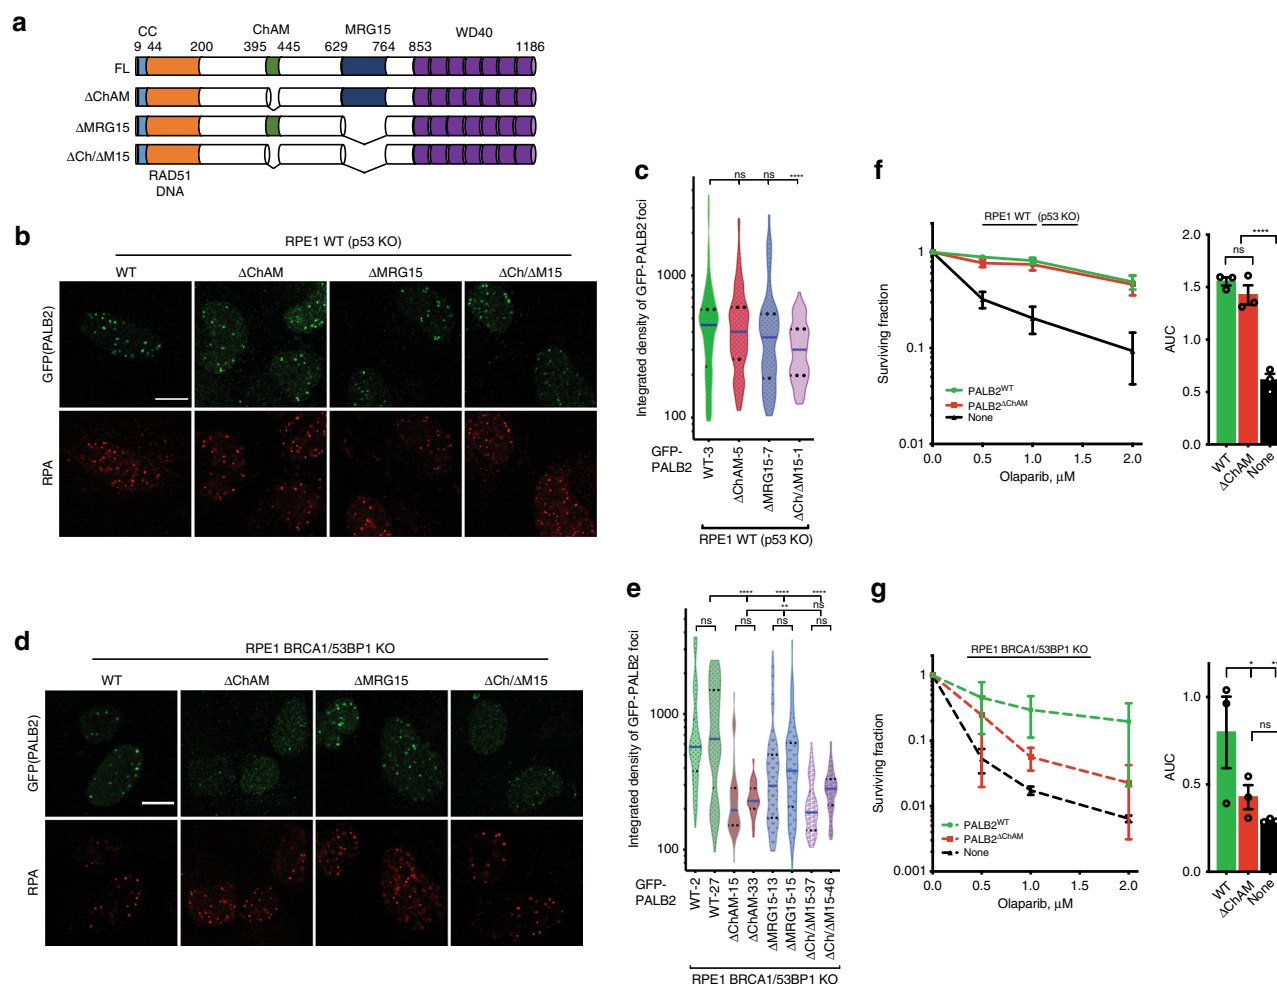 a
CC ChAM MRG15 WD40
9 44 200 395 445 629 764 853 1186
FL
ΔChAM
ΔMRG15
ΔCh/ΔM15
RAD51
DNA
b
RPE1 WT (p53 KO)
WT ΔChAM ΔMRG15 ΔCh/ΔM15
GFP(PALB2)
RPA
c
ns ns ****
Integrated density of GFP-PALB2 foci
1000
100
GFP-
PALB2
WT-3
ΔChAM-5
ΔMRG15-7
ΔCh/ΔM15-1
RPE1 WT (p53 KO)
f
RPE1 WT (p53 KO)
Surviving fraction
1
0.1
0.01
PALB2WT
PALB2ΔChAM
None
0.0 0.5 1.0 1.5 2.0
Olaparib, μM
****
ns
AUC
2.0
1.5
1.0
0.5
0.0
WT
ΔChAM
None
d
RPE1 BRCA1/53BP1 KO
WT ΔChAM ΔMRG15 ΔCh/ΔM15
GFP(PALB2)
RPA
e
**** **** ****
** ns
ns ns ns ns
Integrated density of GFP-PALB2 foci
1000
100
GFP-
PALB2
WT-2
WT-27
ΔChAM-15
ΔChAM-33
ΔMRG15-13
ΔMRG15-15
ΔCh/ΔM15-37
ΔCh/ΔM15-46
RPE1 BRCA1/53BP1 KO
g
RPE1 BRCA1/53BP1 KO
Surviving fraction
1
0.1
0.01
0.001
PALB2WT
PALB2ΔChAM
None
0.0 0.5 1.0 1.5 2.0
Olaparib, μM
* **
ns
AUC
1.0
0.5
0.0
WT
ΔChAM
None